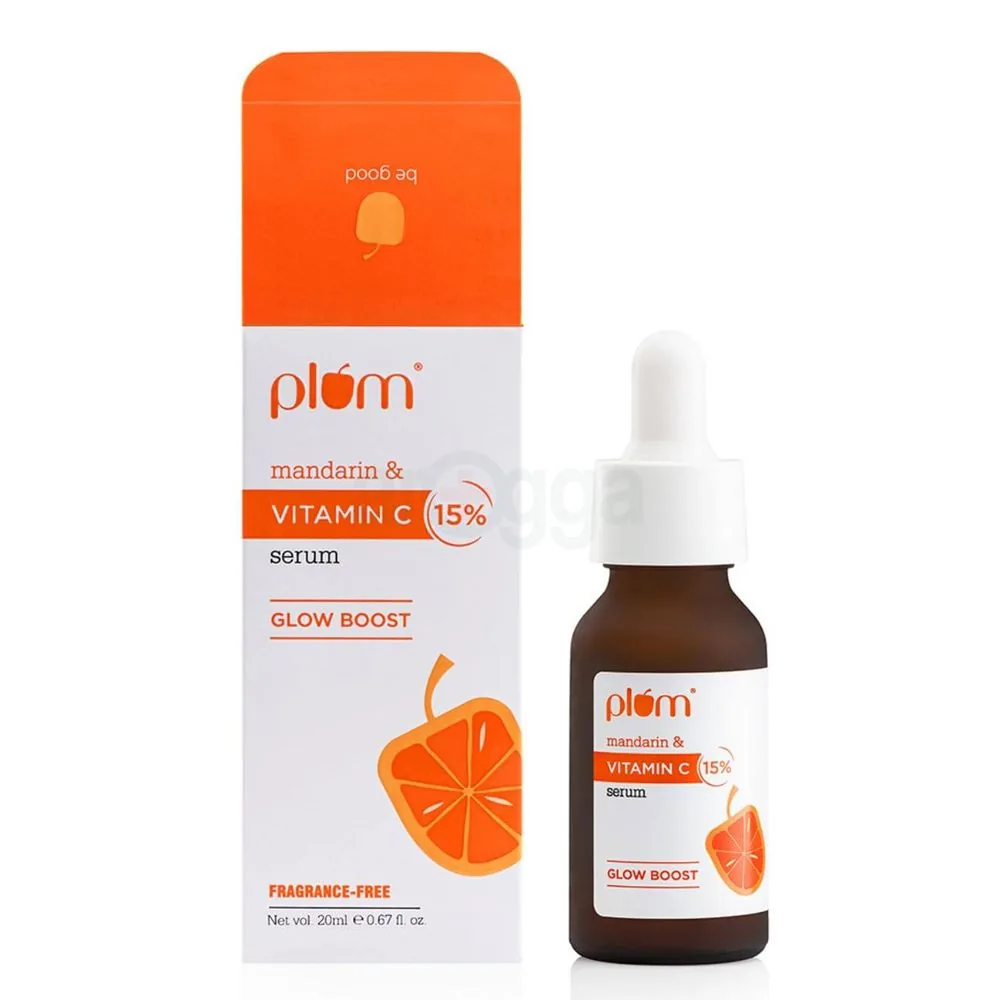 be good
plum®
mandarin &
VITAMIN C 15%
serum
GLOW BOOST
FRAGRANCE-FREE
Net vol. 20ml ℮ 0.67 fl. oz.
arogga
plum®
mandarin &
VITAMIN C 15%
serum
GLOW BOOST